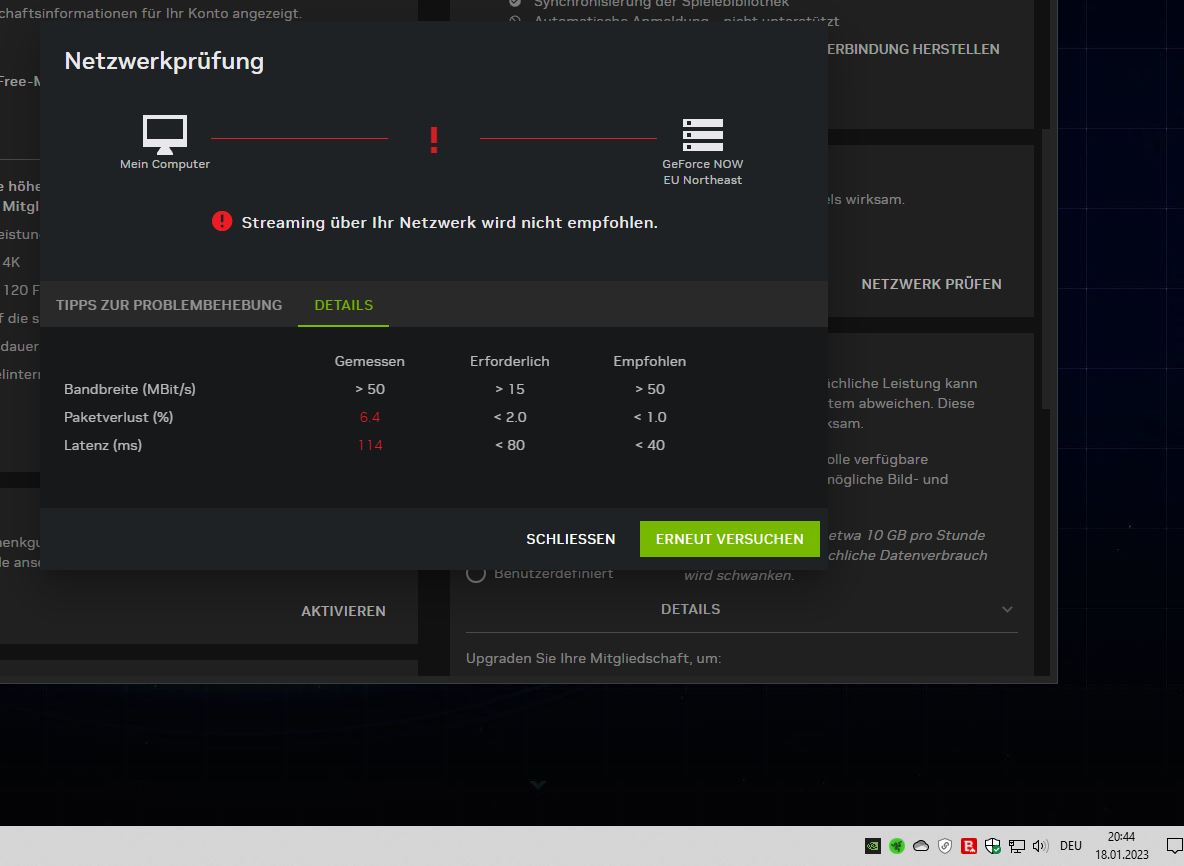 chaftsinformationen für Ihr Konto angezeigt.
Synchronisierung der Spielebibliothek
Automatische Anmeldung – nicht unterstützt
ERBINDUNG HERSTELLEN
Free-M
Netzwerkprüfung
Mein Computer
GeForce NOW
EU Northeast
Streaming über Ihr Netzwerk wird nicht empfohlen.
e höhe
Mitgl
eistun
4K
120 F
f die s
dauer
elintern
els wirksam.
NETZWERK PRÜFEN
TIPPS ZUR PROBLEMBEHEBUNG
DETAILS
Gemessen Erforderlich Empfohlen
Bandbreite (MBit/s) > 50 > 15 > 50
Paketverlust (%) 6.4 < 2.0 < 1.0
Latenz (ms) 114 < 80 < 40
SCHLIESSEN
ERNEUT VERSUCHEN
ächliche Leistung kann
tem abweichen. Diese
ksam.
olle verfügbare
mögliche Bild- und
etwa 10 GB pro Stunde
chliche Datenverbrauch
wird schwanken.
Benutzerdefiniert
DETAILS
Upgraden Sie Ihre Mitgliedschaft, um:
nenkgu
le ans
AKTIVIEREN
DEU
20:44
18.01.2023